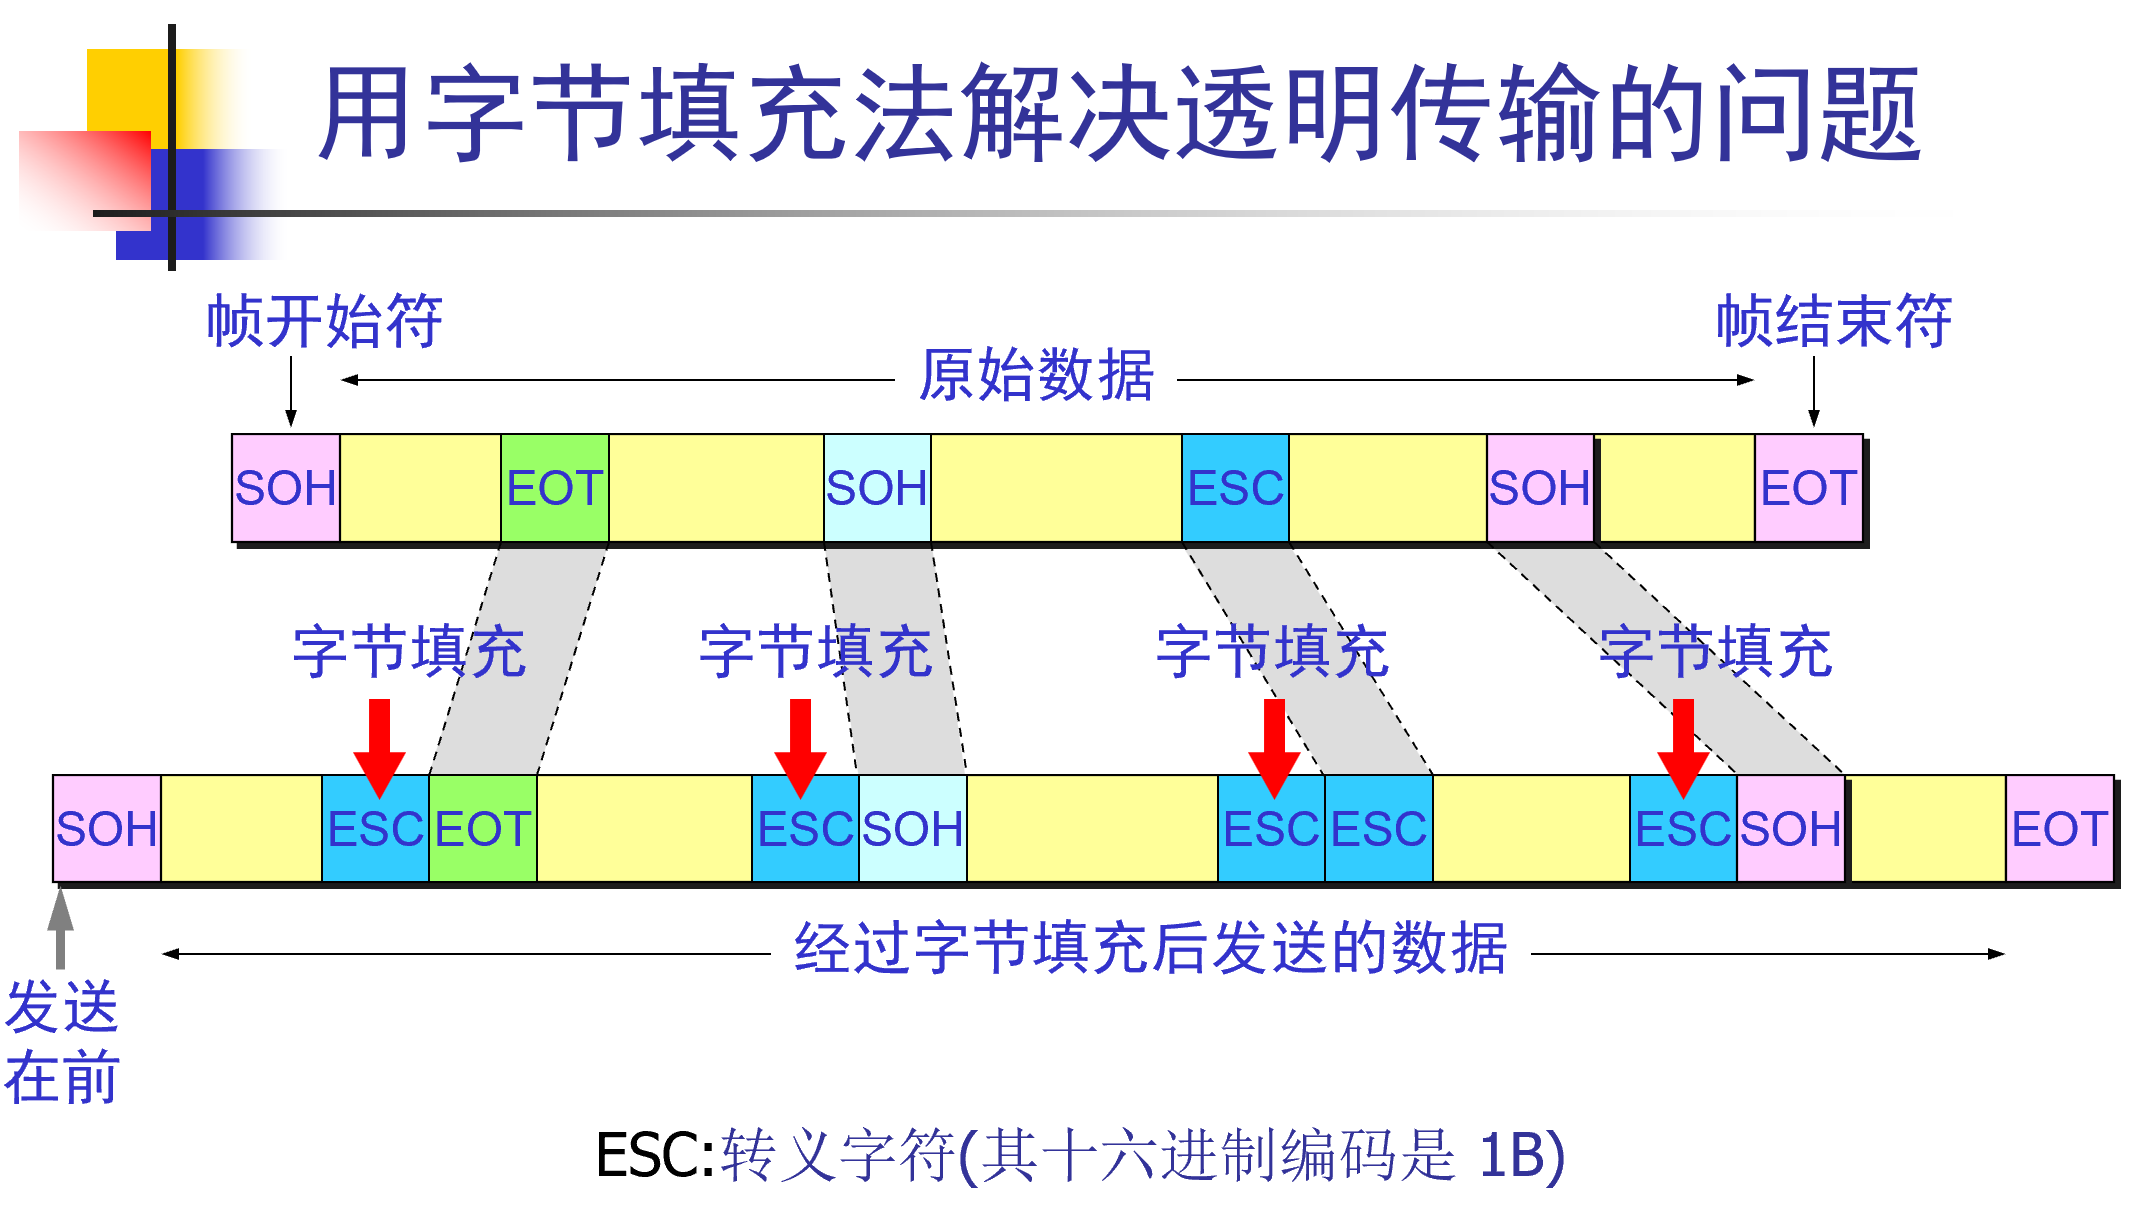 用字节填充法解决透明传输的问题
帧开始符
帧结束符
原始数据
SOH EOT SOH ESC SOH EOT
字节填充 字节填充 字节填充 字节填充
SOH ESC EOT ESC SOH ESC ESC ESC SOH EOT
经过字节填充后发送的数据
发送
在前
ESC:转义字符(其十六进制编码是 1B)